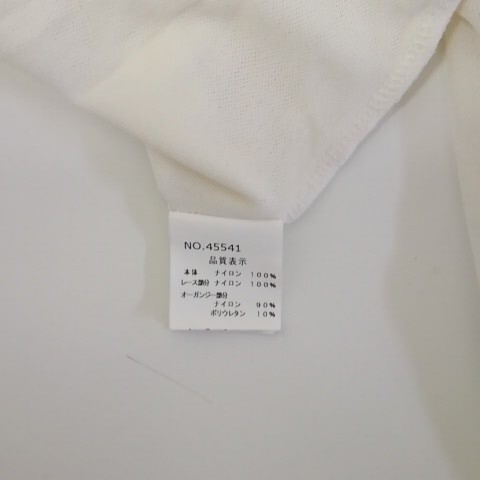 NO.45541
品質表示
本体 ナイロン 100%
レース部分 ナイロン 100%
オーガンジー部分
ナイロン 90%
ポリウレタン 10%